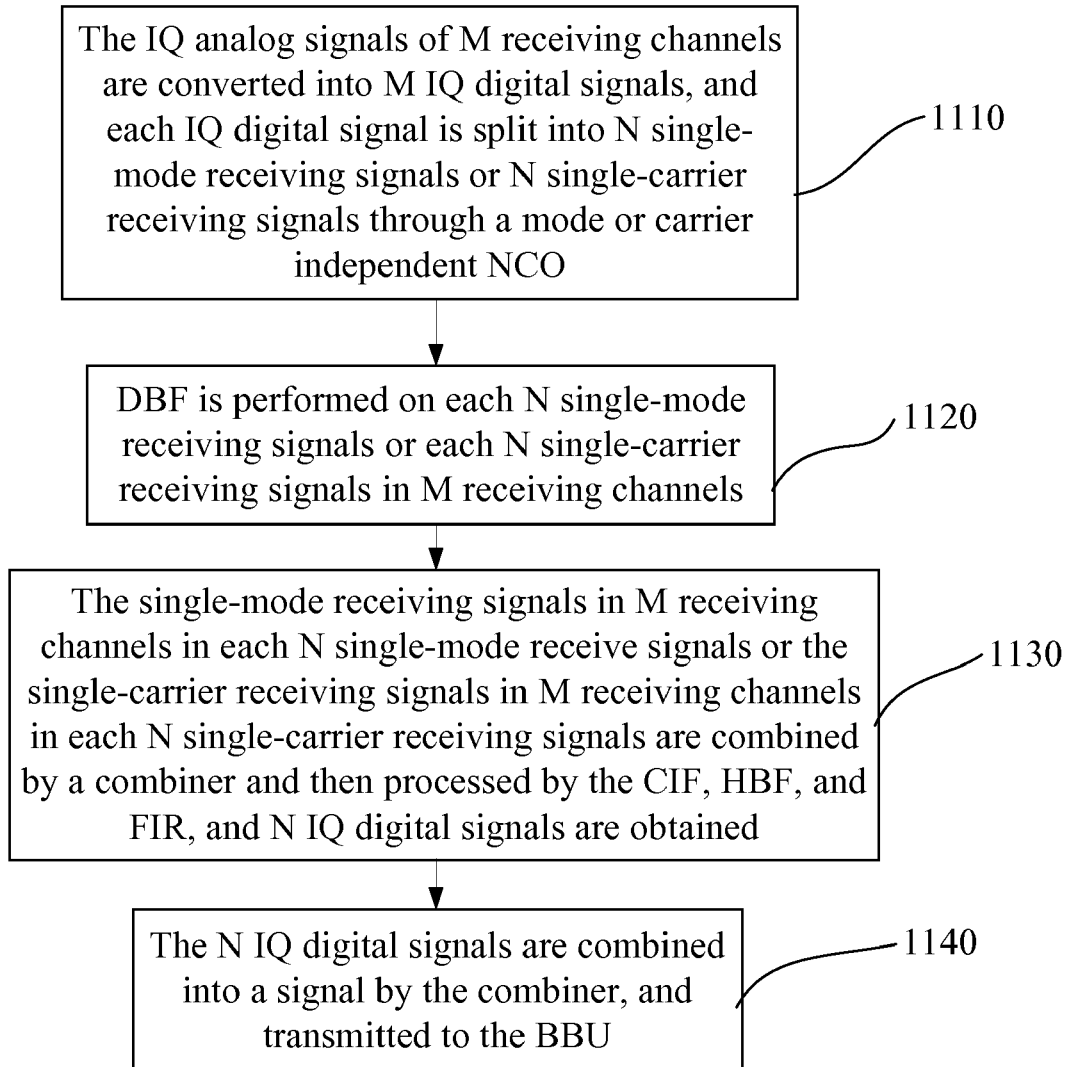 The IQ analog signals of M receiving channels
are converted into M IQ digital signals, and
each IQ digital signal is split into N single-
mode receiving signals or N single-carrier
receiving signals through a mode or carrier
independent NCO
1110
DBF is performed on each N single-mode
receiving signals or each N single-carrier
receiving signals in M receiving channels
1120
The single-mode receiving signals in M receiving
channels in each N single-mode receive signals or the
single-carrier receiving signals in M receiving channels
in each N single-carrier receiving signals are combined
by a combiner and then processed by the CIF, HBF, and
FIR, and N IQ digital signals are obtained
1130
The N IQ digital signals are combined
into a signal by the combiner, and
transmitted to the BBU
1140